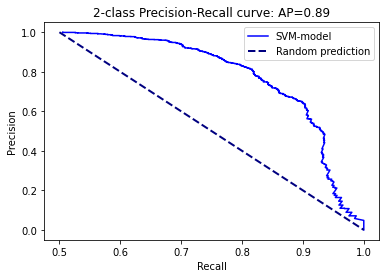 2-class Precision-Recall curve: AP=0.89
SVM-model
Random prediction
Precision
1.0
0.8
0.6
0.4
0.2
0.0
0.5 0.6 0.7 0.8 0.9 1.0
Recall